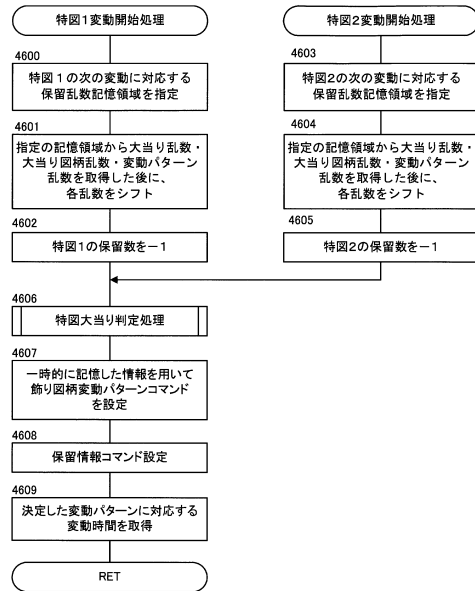 特図1変動開始処理
4600
特図1の次の変動に対応する
保留乱数記憶領域を指定
4601
指定の記憶領域から大当り乱数・
大当り図柄乱数・変動パターン
乱数を取得した後に、
各乱数をシフト
4602
特図1の保留数を－1
特図2変動開始処理
4603
特図2の次の変動に対応する
保留乱数記憶領域を指定
4604
指定の記憶領域から大当り乱数・
大当り図柄乱数・変動パターン
乱数を取得した後に、
各乱数をシフト
4605
特図2の保留数を－1
4606
特図大当り判定処理
4607
一時的に記憶した情報を用いて
飾り図柄変動パターンコマンド
を設定
4608
保留情報コマンド設定
4609
決定した変動パターンに対応する
変動時間を取得
RET